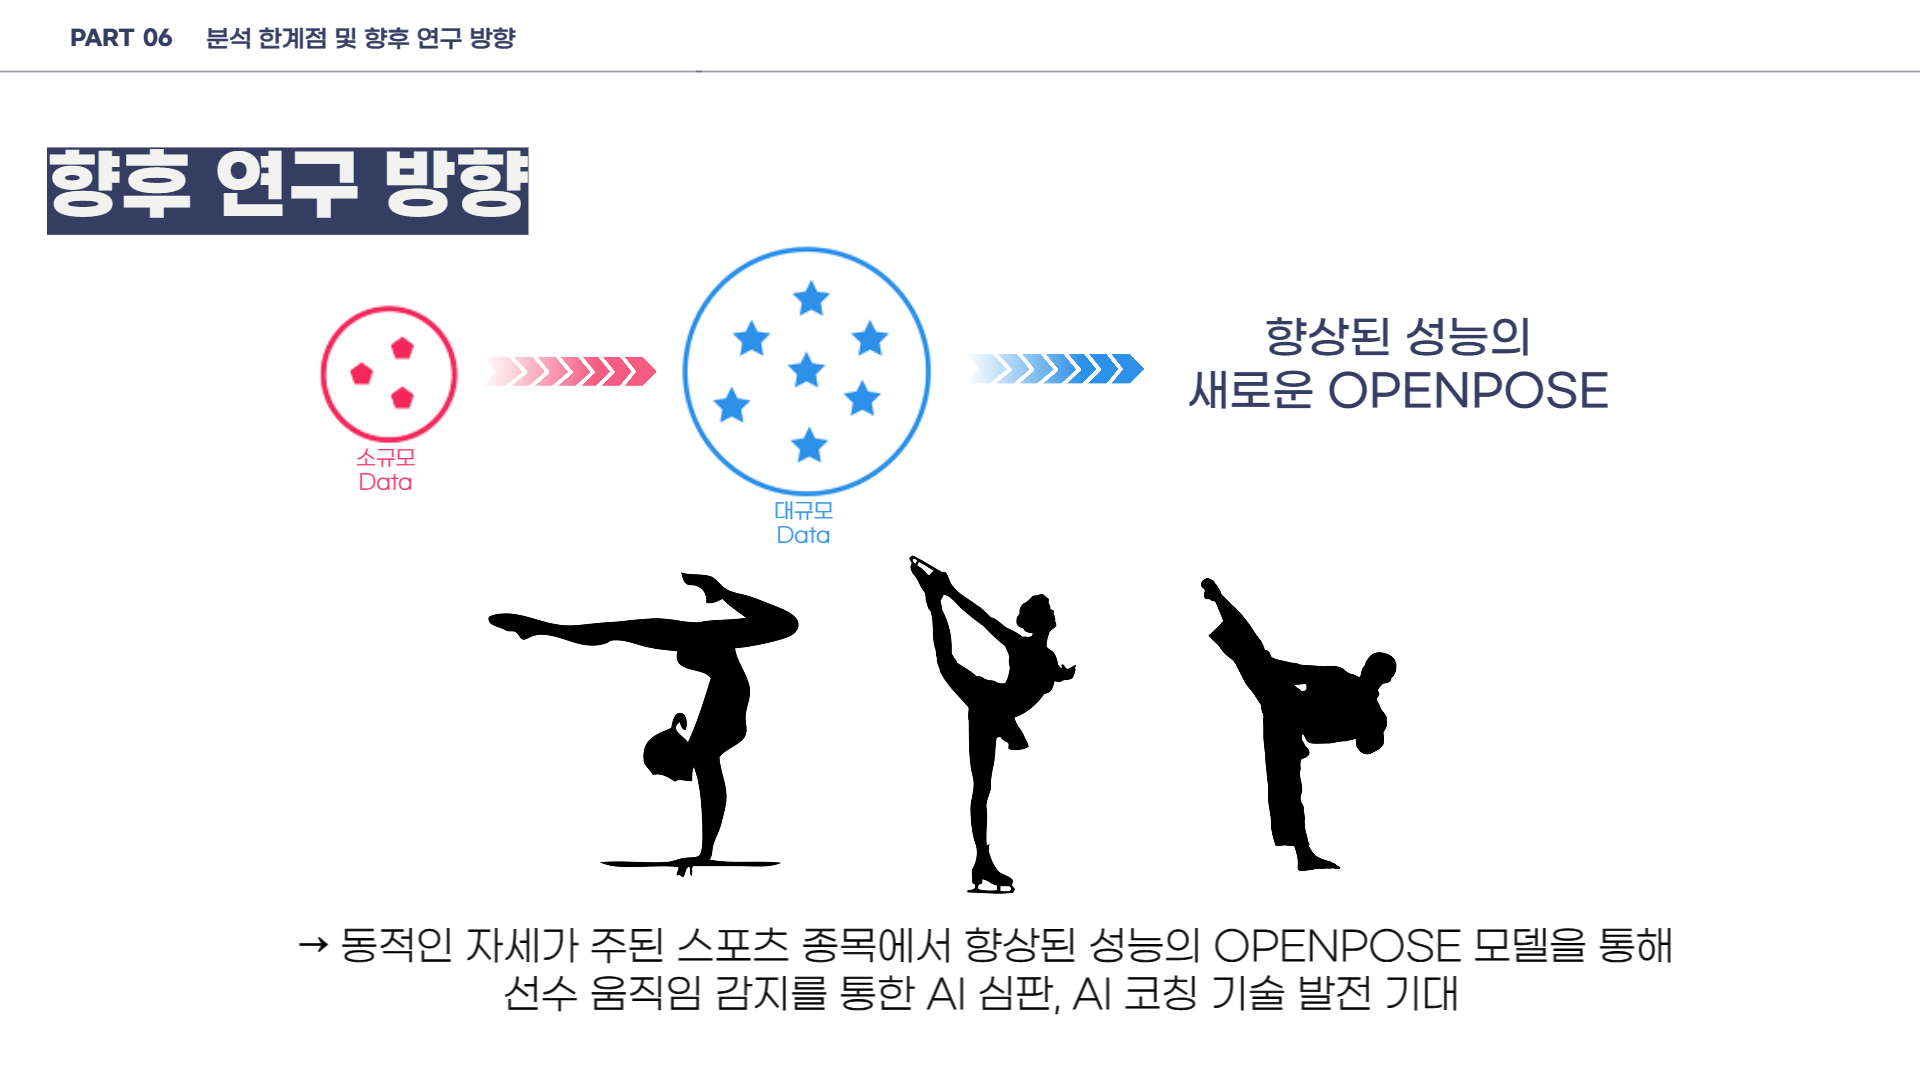 PART 06 분석 한계점 및 향후 연구 방향
향후 연구 방향
소규모
Data
대규모
Data
향상된 성능의
새로운 OPENPOSE
→ 동적인 자세가 주된 스포츠 종목에서 향상된 성능의 OPENPOSE 모델을 통해
선수 움직임 감지를 통한 AI 심판, AI 코칭 기술 발전 기대